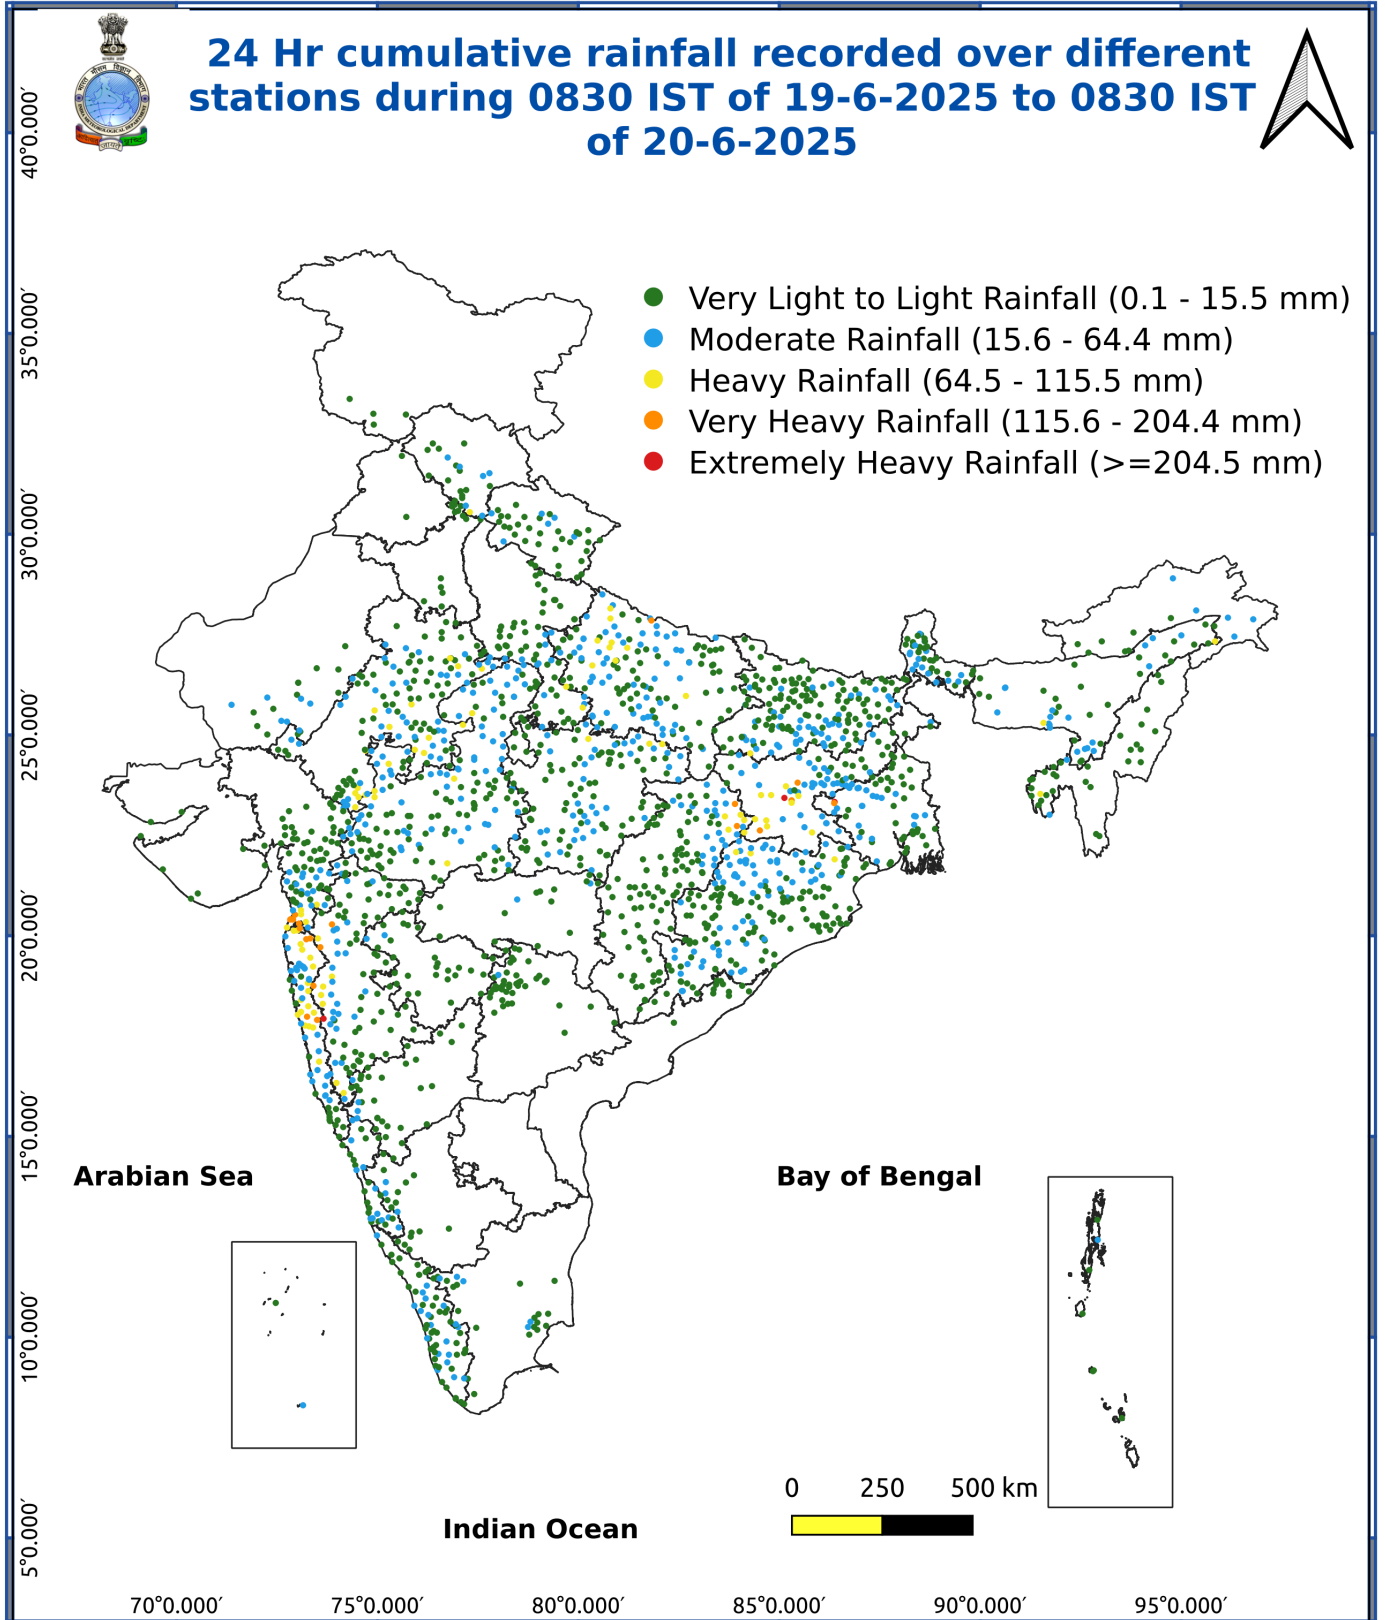 24 Hr cumulative rainfall recorded over different
stations during 0830 IST of 19-6-2025 to 0830 IST
of 20-6-2025
Very Light to Light Rainfall (0.1 - 15.5 mm)
Moderate Rainfall (15.6 - 64.4 mm)
Heavy Rainfall (64.5 - 115.5 mm)
Very Heavy Rainfall (115.6 - 204.4 mm)
Extremely Heavy Rainfall (>=204.5 mm)
40°0.000′
35°0.000′
30°0.000′
25°0.000′
20°0.000′
15°0.000′
10°0.000′
5°0.000′
Arabian Sea
Bay of Bengal
Indian Ocean
0 250 500 km
70°0.000′ 75°0.000′ 80°0.000′ 85°0.000′ 90°0.000′ 95°0.000′